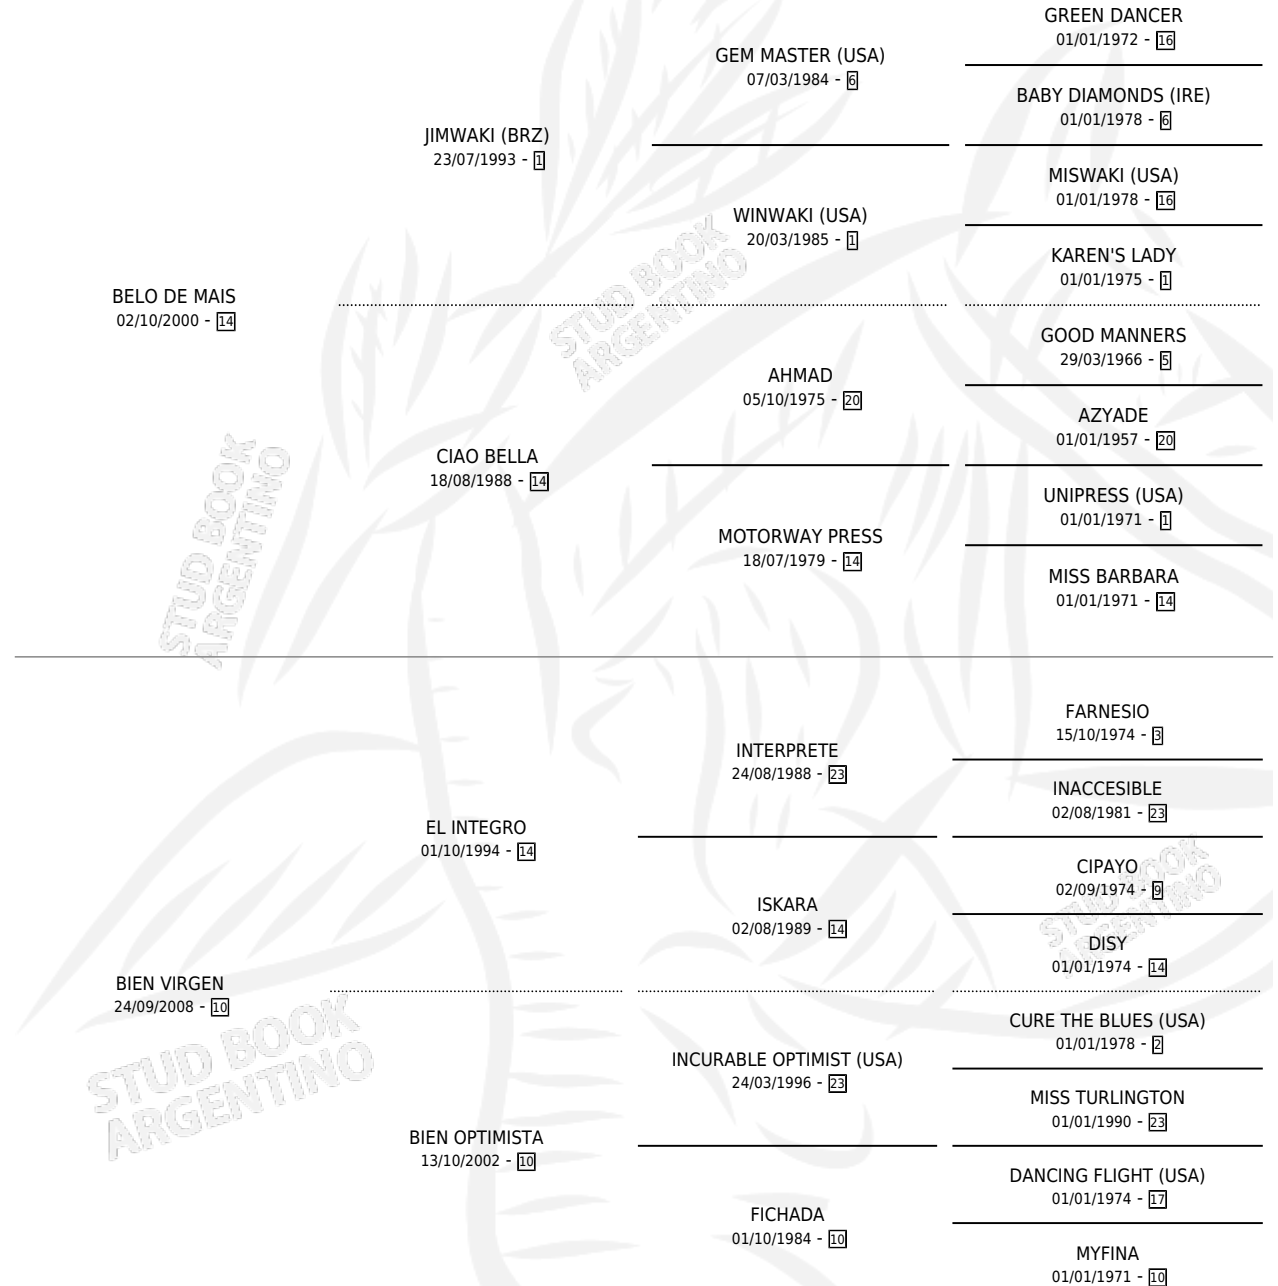 GREEN DANCER
01/01/1972 - 16
GEM MASTER (USA)
07/03/1984 - 6
BABY DIAMONDS (IRE)
01/01/1978 - 6
JIMWAKI (BRZ)
23/07/1993 - 1
MISWAKI (USA)
01/01/1978 - 16
WINWAKI (USA)
20/03/1985 - 1
KAREN'S LADY
01/01/1975 - 1
BELO DE MAIS
02/10/2000 - 14
STUD BOOK
ARGENTINO
GOOD MANNERS
29/03/1966 - 5
AHMAD
05/10/1975 - 20
AZYADE
01/01/1957 - 20
CIAO BELLA
18/08/1988 - 14
UNIPRESS (USA)
01/01/1971 - 1
MOTORWAY PRESS
18/07/1979 - 14
MISS BARBARA
01/01/1971 - 14
STUD BOOK
ARGENTINO
FARNESIO
15/10/1974 - 3
INTERPRETE
24/08/1988 - 23
INACCESIBLE
02/08/1981 - 23
EL INTEGRO
01/10/1994 - 14
CIPAYO
02/09/1974 - 9
ISKARA
02/08/1989 - 14
STUD BOOK
ARGENTINO
DISY
01/01/1974 - 14
BIEN VIRGEN
24/09/2008 - 10
CURE THE BLUES (USA)
01/01/1978 - 2
INCURABLE OPTIMIST (USA)
24/03/1996 - 23
MISS TURLINGTON
01/01/1990 - 23
STUD BOOK
ARGENTINO
BIEN OPTIMISTA
13/10/2002 - 10
DANCING FLIGHT (USA)
01/01/1974 - 17
FICHADA
01/10/1984 - 10
MYFINA
01/01/1971 - 10